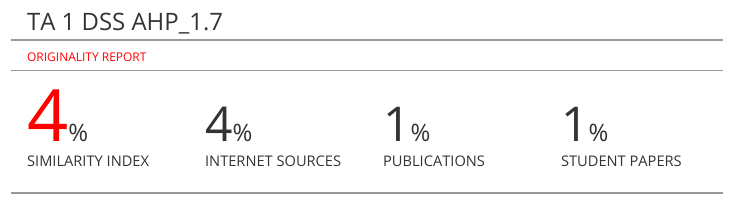 TA 1 DSS AHP_1.7
ORIGINALITY REPORT
4% 4% 1% 1%
SIMILARITY INDEX INTERNET SOURCES PUBLICATIONS STUDENT PAPERS